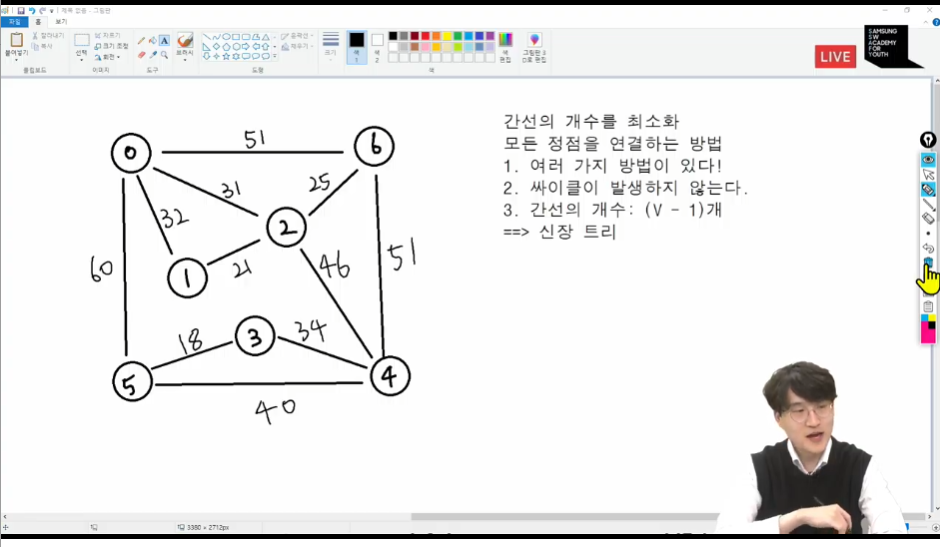 파일
홈
보기
붙여넣기
잘라내기
복사
클립보드
선택
자르기
크기 조정
회전
이미지
A
도구
브러시
윤곽선
채우기
도형
크기
색 1
색 2
색 편집
그림판 3D로 편집
색
LIVE
SAMSUNG
SW
ACADEMY
FOR
YOUTH
간선의 개수를 최소화
모든 정점을 연결하는 방법
1. 여러 가지 방법이 있다!
2. 싸이클이 발생하지 않는다.
3. 간선의 개수: (V - 1)개
==> 신장 트리
0
51
6
31
25
32
2
1
21
46
51
60
18
3
34
5
4
40
3380 × 2712px